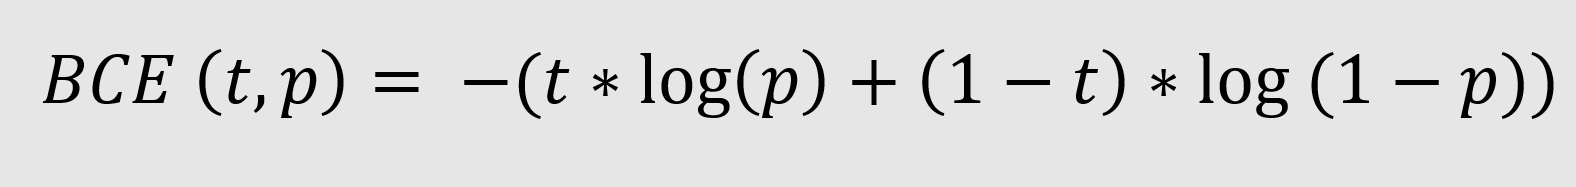 BCE (t,p) = −(t ∗ log(p) + (1 − t) ∗ log (1 − p))